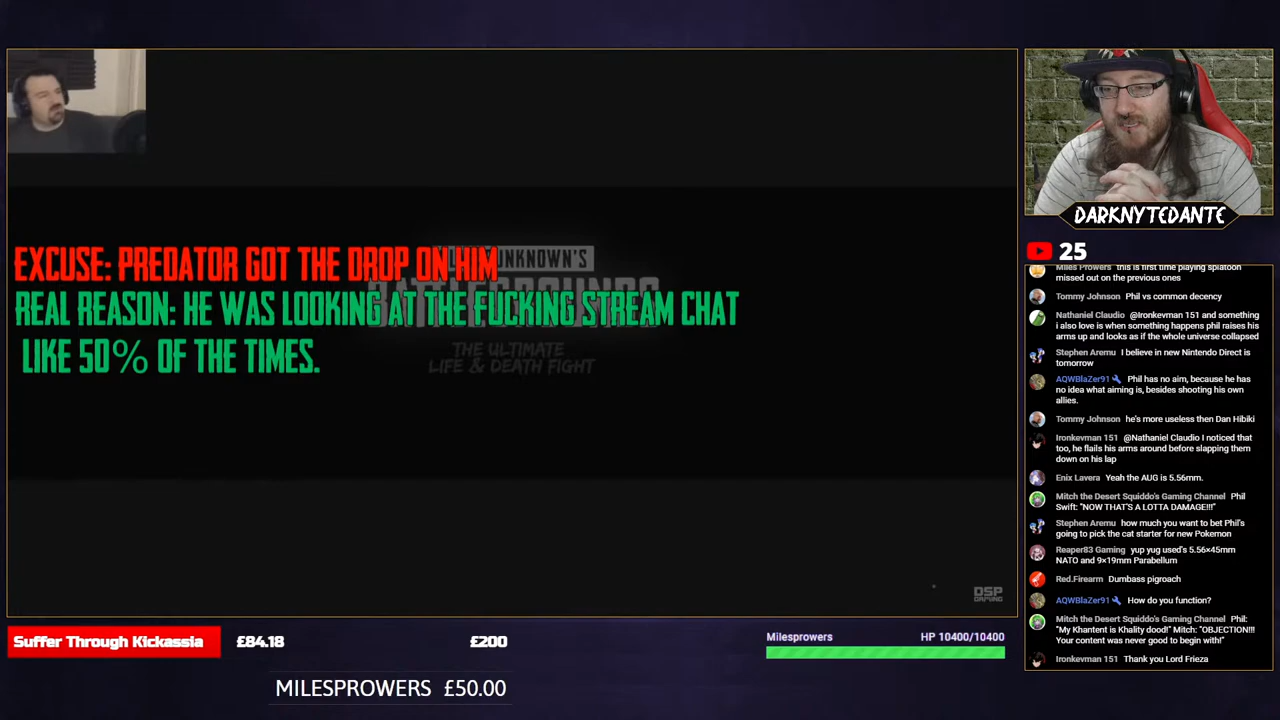 EXCUSE: PREDATOR GOT THE DROP ON HIM
REAL REASON: HE WAS LOOKING AT THE FUCKING STREAM CHAT
LIKE 50% OF THE TIMES.
THE ULTIMATE
LIFE & DEATH FIGHT
DSP
GAMING
Suffer Through Kickassia £84.18 £200
MILESPROWERS £50.00
Milesprowers HP 10400/10400
DARKNYTEDANTE
25
Miles Prowers this is first time playing splatoon
missed out on the previous ones
Tommy Johnson Phil vs common decency
Nathaniel Claudio @Ironkevman 151 and something
i also love is when something happens phil raises his
arms up and looks as if the whole universe collapsed
Stephen Aremu I believe in new Nintendo Direct is
tomorrow
AQWBlaZer91 Phil has no aim, because he has
no idea what aiming is, besides shooting his own
allies.
Tommy Johnson he's more useless then Dan Hibiki
Ironkevman 151 @Nathaniel Claudio I noticed that
too, he flails his arms around before slapping them
down on his lap
Enix Lavera Yeah the AUG is 5.56mm.
Mitch the Desert Squiddo's Gaming Channel Phil
Swift: "NOW THAT'S A LOTTA DAMAGE!!!"
Stephen Aremu how much you want to bet Phil's
going to pick the cat starter for new Pokemon
Reaper83 Gaming yup yug used's 5.56×45mm
NATO and 9×19mm Parabellum
Red.Firearm Dumbass pigroach
AQWBlaZer91 How do you function?
Mitch the Desert Squiddo's Gaming Channel Phil:
"My Khantent is Khality dood!" Mitch: "OBJECTION!!!
Your content was never good to begin with!"
Ironkevman 151 Thank you Lord Frieza